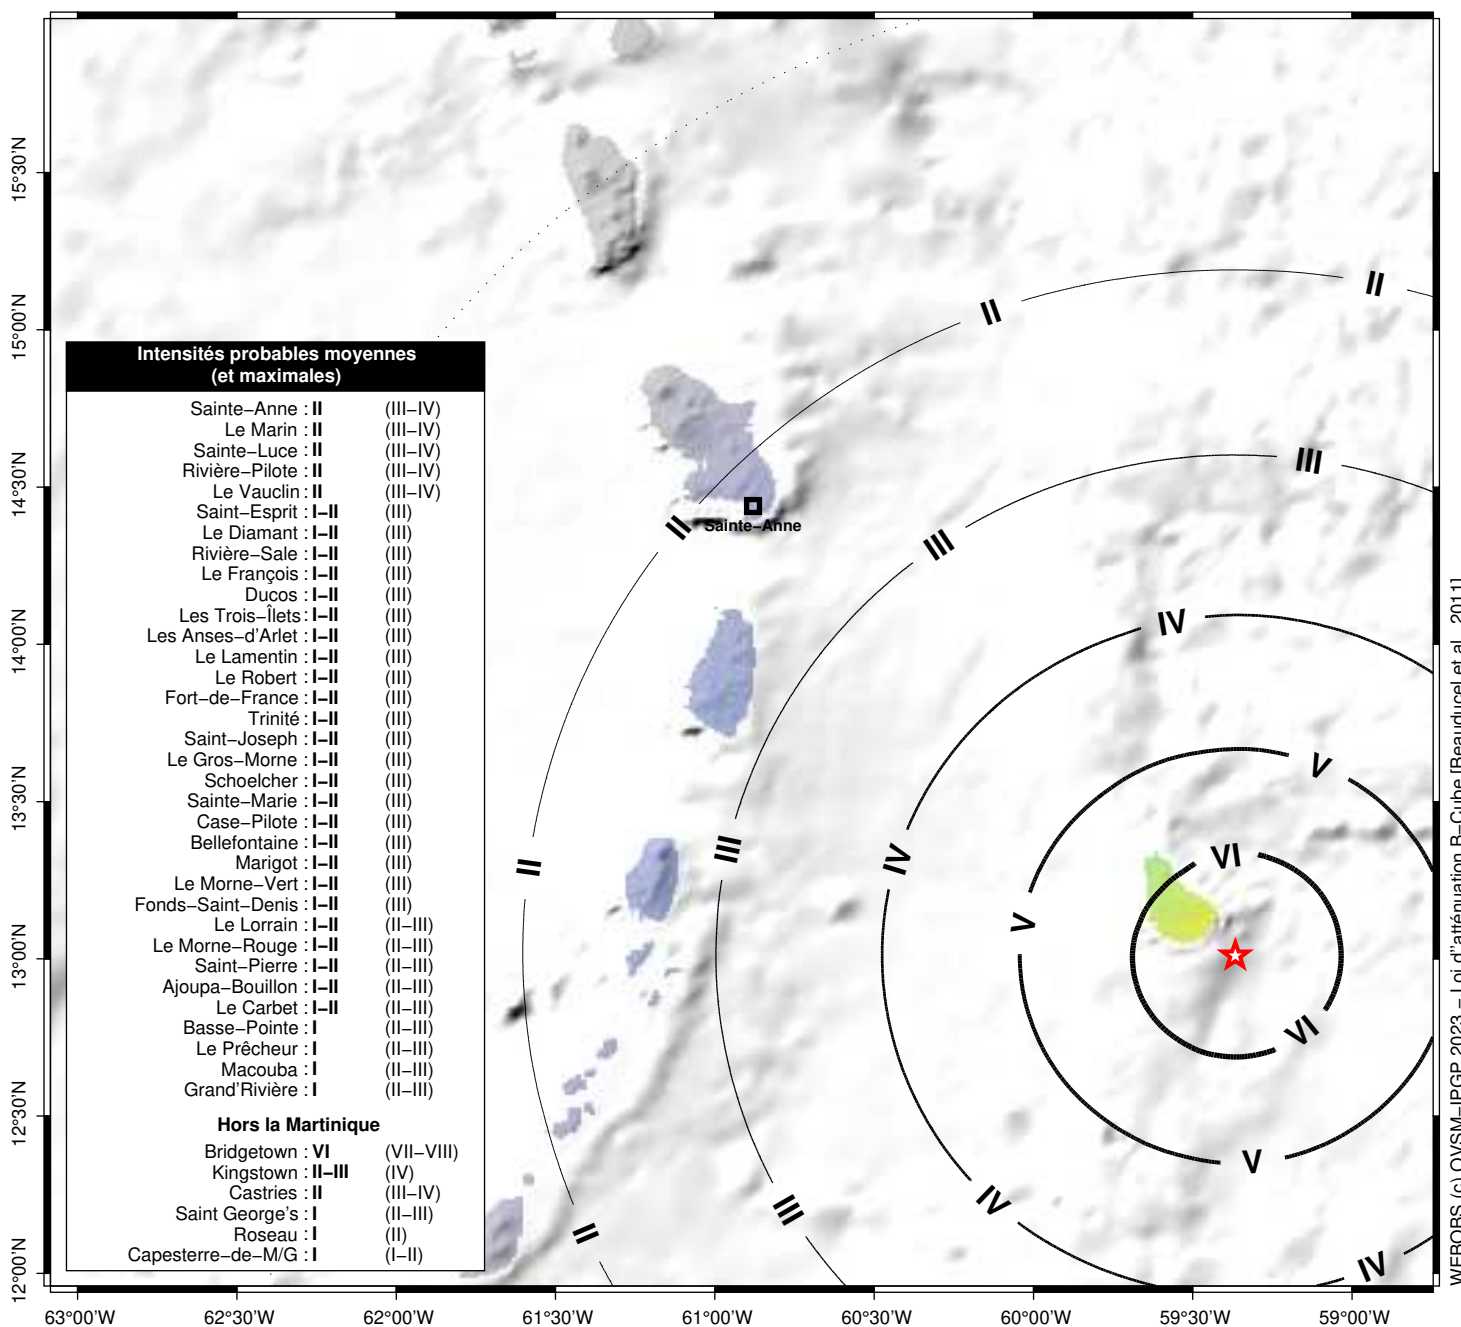 Intensités probables moyennes
(et maximales)
Sainte−Anne : II (III−IV)
Le Marin : II (III−IV)
Sainte−Luce : II (III−IV)
Rivière−Pilote : II (III−IV)
Le Vauclin : II (III−IV)
Saint−Esprit : I−II (III)
Le Diamant : I−II (III)
Rivière−Sale : I−II (III)
Le François : I−II (III)
Ducos : I−II (III)
Les Trois−Îlets : I−II (III)
Les Anses−d'Arlet : I−II (III)
Le Lamentin : I−II (III)
Le Robert : I−II (III)
Fort−de−France : I−II (III)
Trinité : I−II (III)
Saint−Joseph : I−II (III)
Le Gros−Morne : I−II (III)
Schoelcher : I−II (III)
Sainte−Marie : I−II (III)
Case−Pilote : I−II (III)
Bellefontaine : I−II (III)
Marigot : I−II (III)
Le Morne−Vert : I−II (III)
Fonds−Saint−Denis : I−II (III)
Le Lorrain : I−II (II−III)
Le Morne−Rouge : I−II (II−III)
Saint−Pierre : I−II (II−III)
Ajoupa−Bouillon : I−II (II−III)
Le Carbet : I−II (II−III)
Basse−Pointe : I (II−III)
Le Prêcheur : I (II−III)
Macouba : I (II−III)
Grand'Rivière : I (II−III)
Hors la Martinique
Bridgetown : VI (VII−VIII)
Kingstown : II−III (IV)
Castries : II (III−IV)
Saint George's : I (II−III)
Roseau : I (II)
Capesterre−de−M/G : I (I−II)
Sainte−Anne
II
II
II
II
II
III
III
III
III
IV
IV
IV
IV
V
V
V
VI
VI
15°30'N
15°00'N
14°30'N
14°00'N
13°30'N
13°00'N
12°30'N
12°00'N
63°00'W
62°30'W
62°00'W
61°30'W
61°00'W
60°30'W
60°00'W
59°30'W
59°00'W
WEBOBS (c) OVSM−IPGP 2023 − Loi d''atténuation B−Cube [Beauducel et al., 2011]